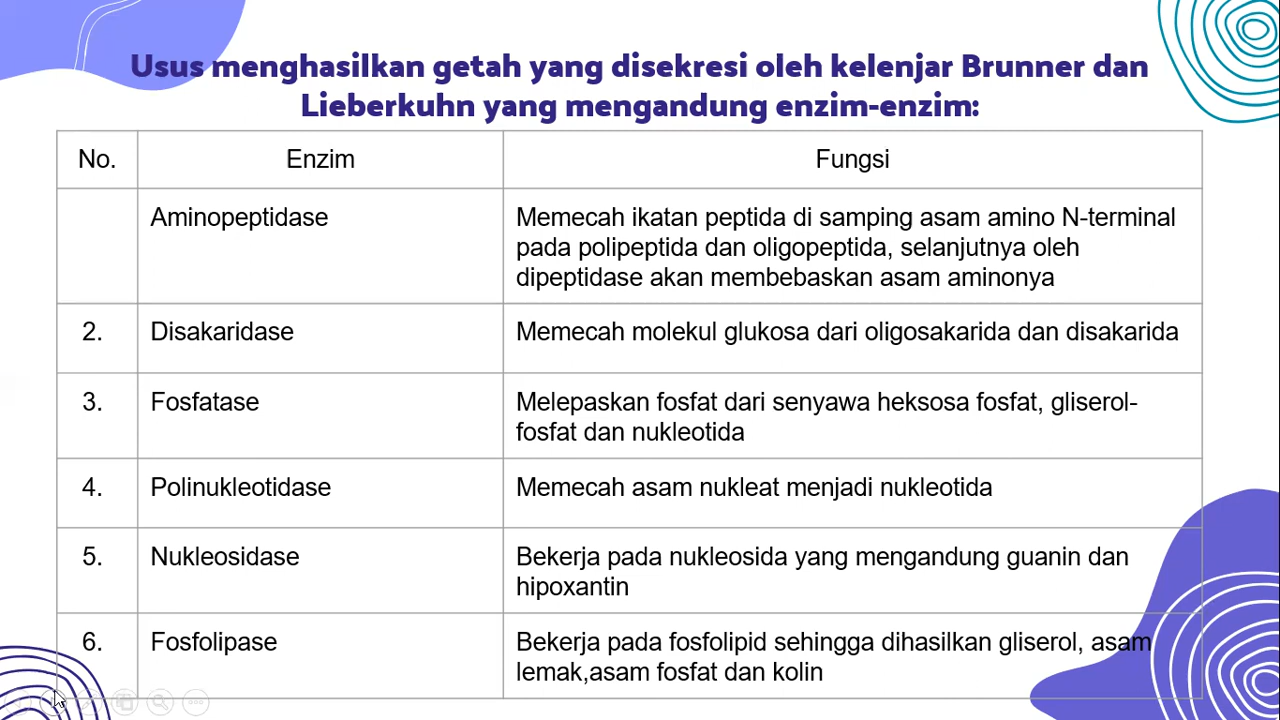 Usus menghasilkan getah yang disekresi oleh kelenjar Brunner dan
Lieberkuhn yang mengandung enzim-enzim:
No. Enzim Fungsi
Aminopeptidase Memecah ikatan peptida di samping asam amino N-terminal
pada polipeptida dan oligopeptida, selanjutnya oleh
dipeptidase akan membebaskan asam aminonya
2. Disakaridase Memecah molekul glukosa dari oligosakarida dan disakarida
3. Fosfatase Melepaskan fosfat dari senyawa heksosa fosfat, gliserol-
fosfat dan nukleotida
4. Polinukleotidase Memecah asam nukleat menjadi nukleotida
5. Nukleosidase Bekerja pada nukleosida yang mengandung guanin dan
hipoxantin
6. Fosfolipase Bekerja pada fosfolipid sehingga dihasilkan gliserol, asam
lemak,asam fosfat dan kolin